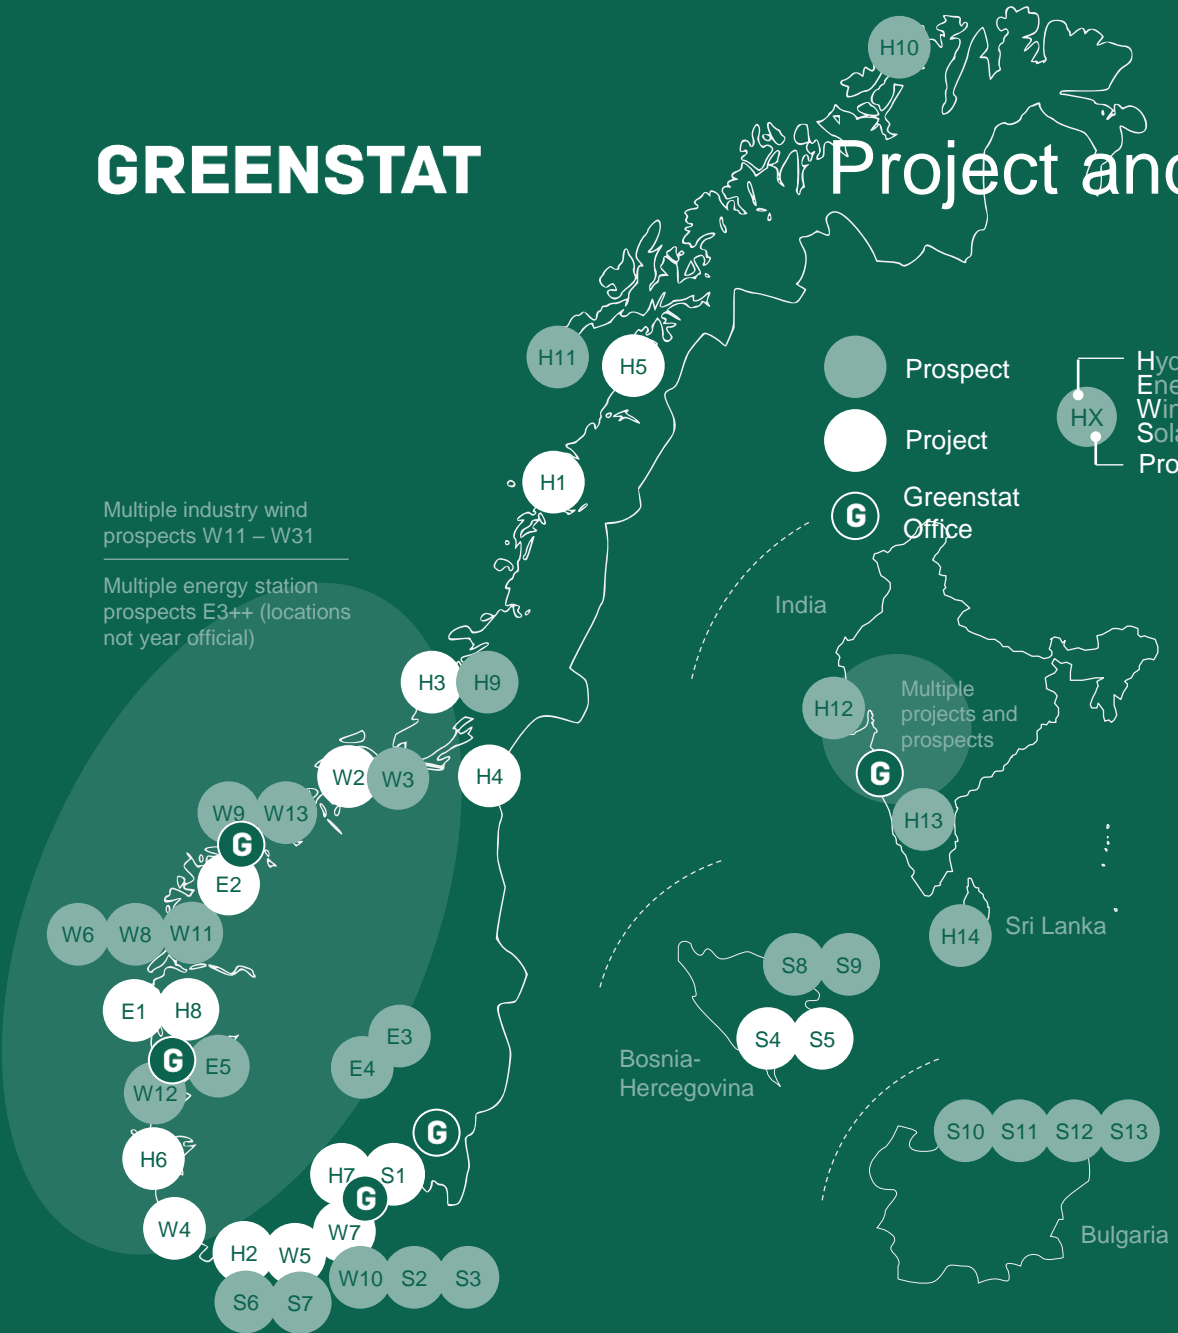 H10
GREENSTAT
Project and
H11
H5
Prospect
Project
G Greenstat
Office
HX
Hyd
Ene
Win
Sola
Pro
H1
Multiple industry wind
prospects W11 – W31
Multiple energy station
prospects E3++ (locations
not year official)
India
H3 H9
H12
Multiple
projects and
prospects
W2 W3
H4
G
W9 W13
G
H13
E2
W6 W8 W11
H14
Sri Lanka
S8 S9
E1 H8
S4 S5
Bosnia-
Hercegovina
E3
E4
G
E5
W12
G
S10 S11 S12 S13
H6
H7 S1
G
W4
W7
Bulgaria
H2 W5
W10 S2 S3
S6 S7